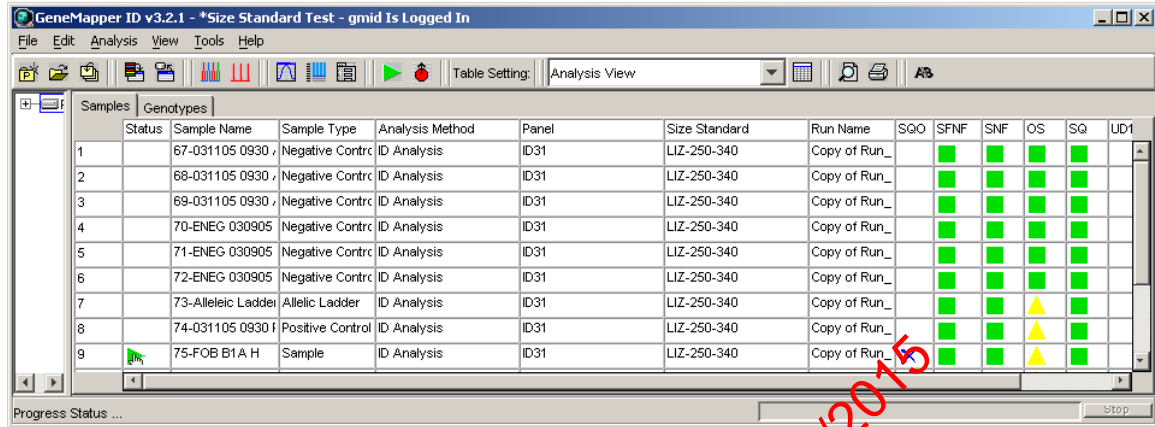 GeneMapper ID v3.2.1 - *Size Standard Test - gmid Is Logged In
File Edit Analysis View Tools Help
Table Setting: Analysis View
Samples Genotypes
Status Sample Name Sample Type Analysis Method Panel Size Standard Run Name SQO SFNF SNF OS SQ UD1
1 67-031105 0930 Negative Contrc ID Analysis ID31 LIZ-250-340 Copy of Run_
2 68-031105 0930 Negative Contrc ID Analysis ID31 LIZ-250-340 Copy of Run_
3 69-031105 0930 Negative Contrc ID Analysis ID31 LIZ-250-340 Copy of Run_
4 70-ENEG 030905 Negative Contrc ID Analysis ID31 LIZ-250-340 Copy of Run_
5 71-ENEG 030905 Negative Contrc ID Analysis ID31 LIZ-250-340 Copy of Run_
6 72-ENEG 030905 Negative Contrc ID Analysis ID31 LIZ-250-340 Copy of Run_
7 73-Alleleic Ladder Allelic Ladder ID Analysis ID31 LIZ-250-340 Copy of Run_
8 74-031105 0930 Positive Control ID Analysis ID31 LIZ-250-340 Copy of Run_
9 75-FOB B1 A H Sample ID Analysis ID31 LIZ-250-340 Copy of Run_
Progress Status ... Stop
/2015